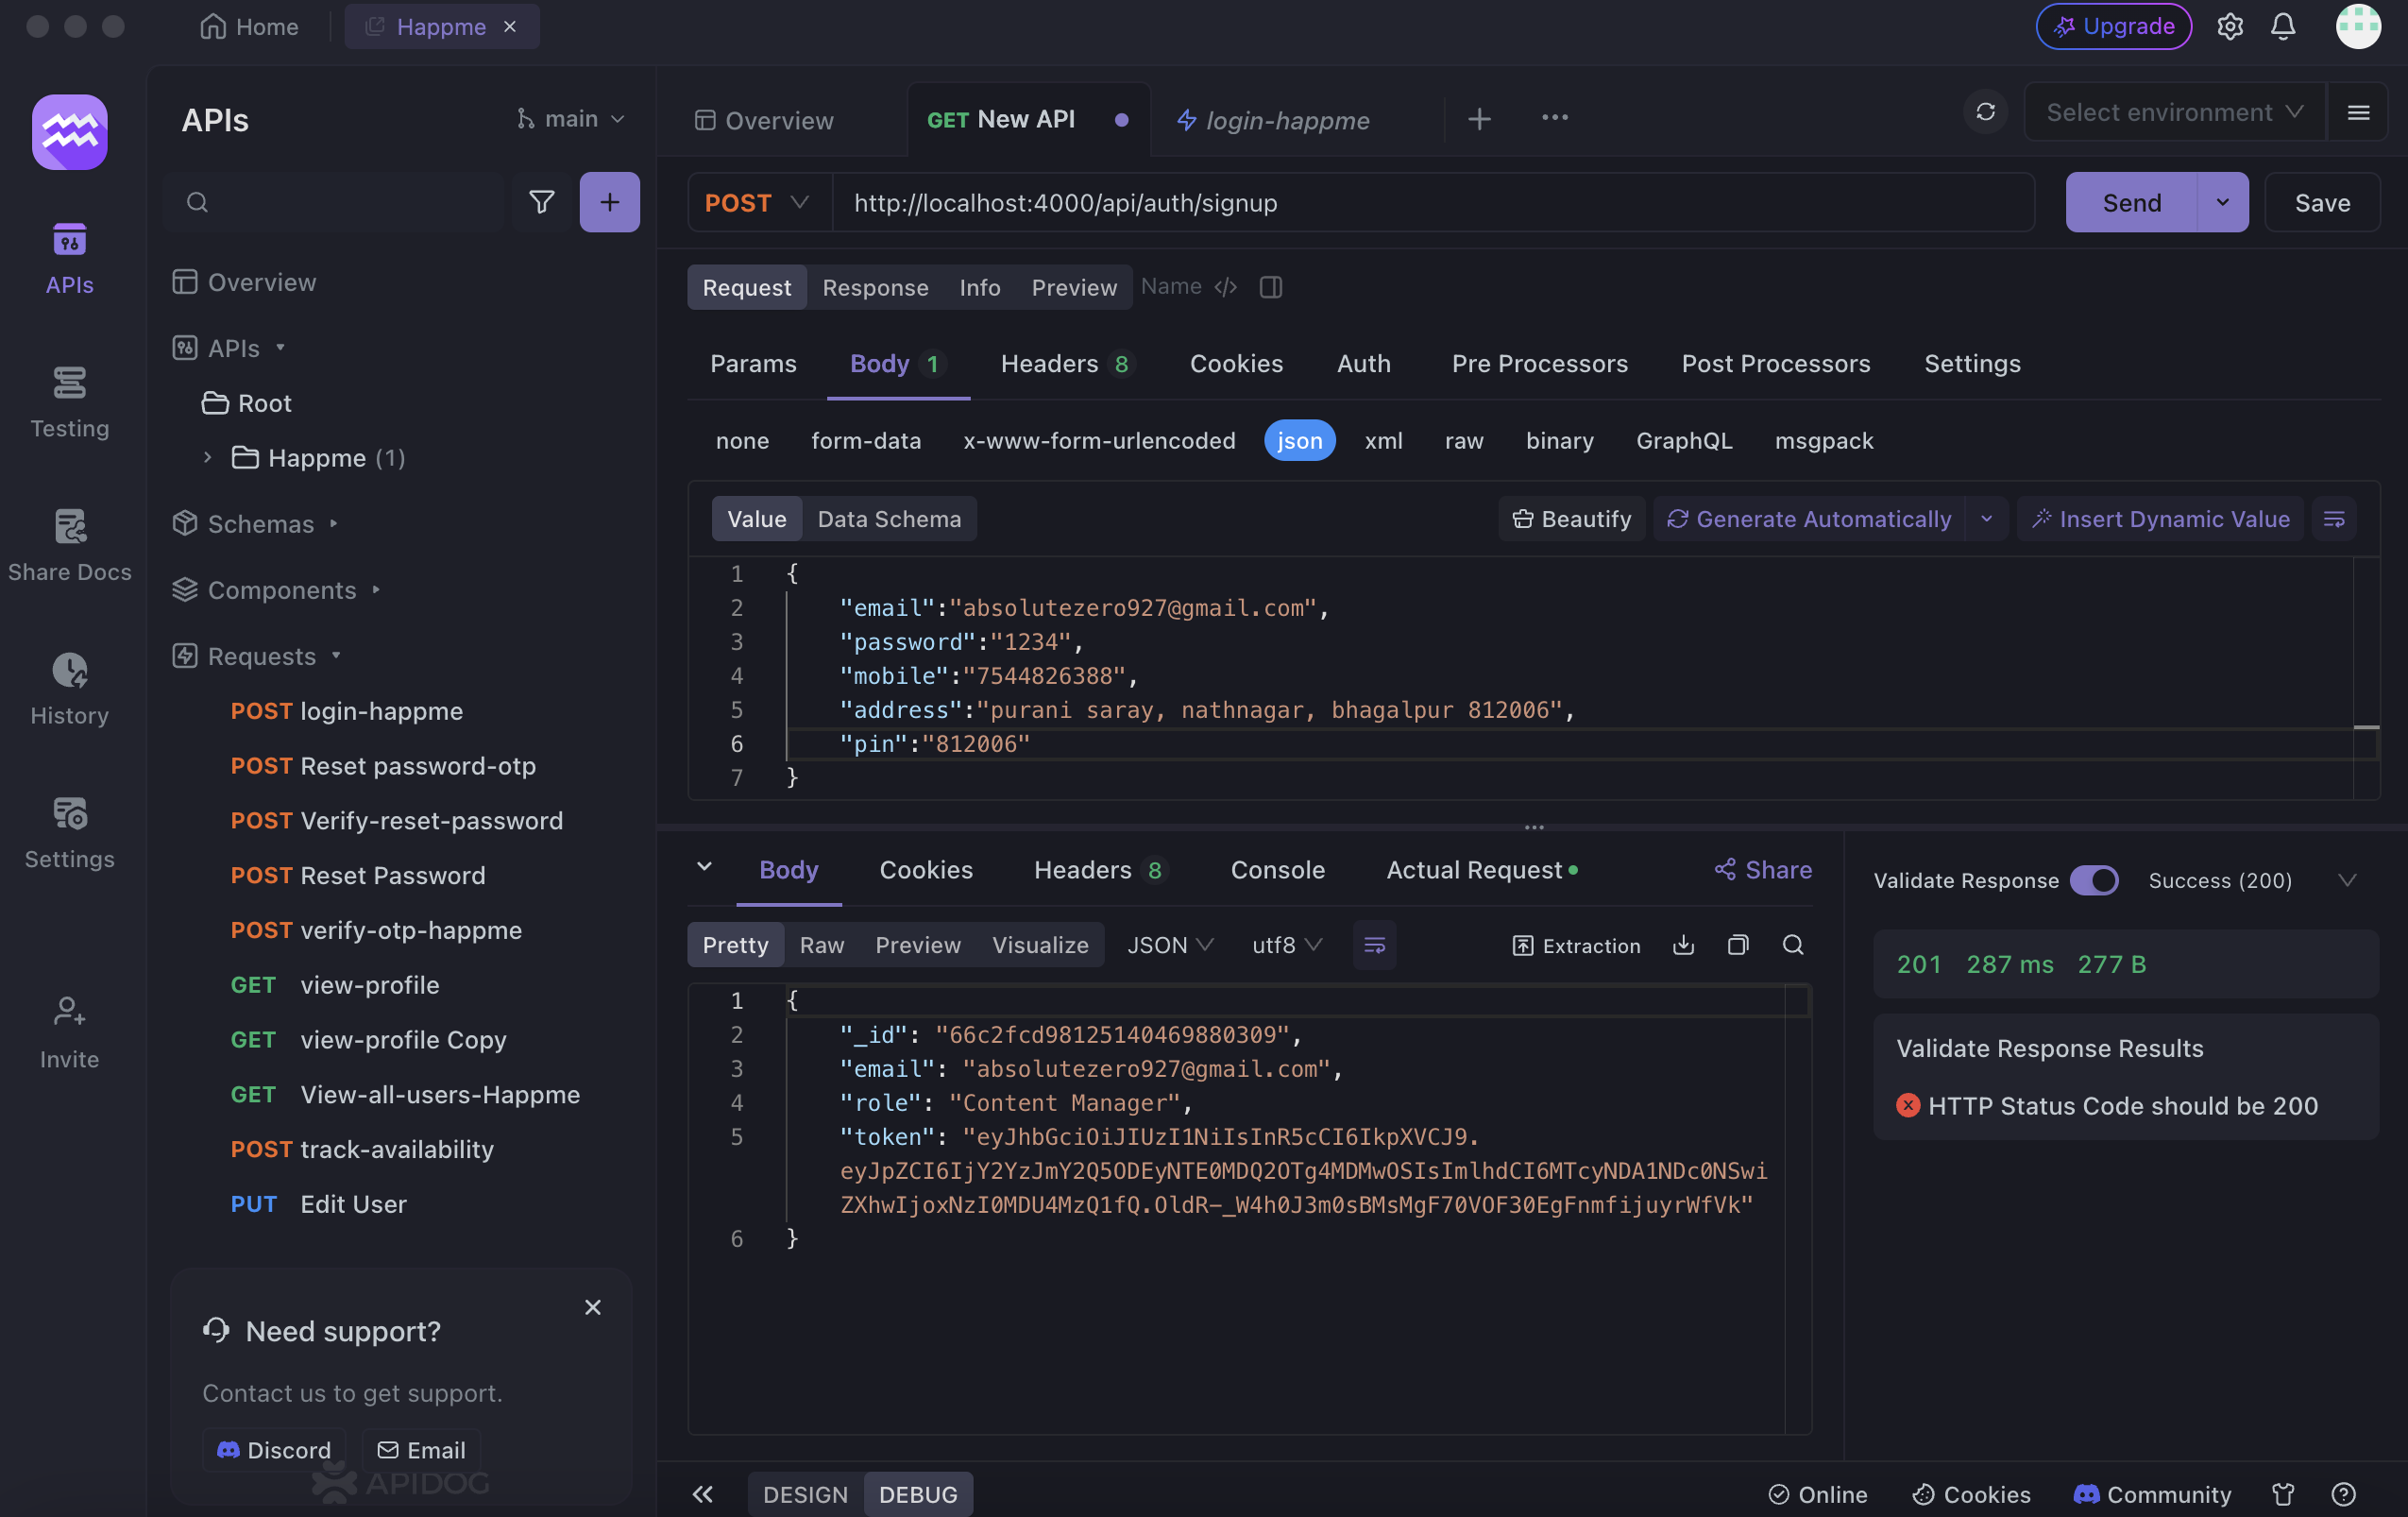 Home
Happme
Upgrade
APIs
main
Overview
GET New API
login-happme
Select environment
POST
http://localhost:4000/api/auth/signup
Send
Save
APIs
Testing
Share Docs
History
Settings
Invite
Overview
APIs
Root
Happme (1)
Schemas
Components
Requests
POST login-happme
POST Reset password-otp
POST Verify-reset-password
POST Reset Password
POST verify-otp-happme
GET view-profile
GET view-profile Copy
GET View-all-users-Happme
POST track-availability
PUT Edit User
Need support?
Contact us to get support.
Discord
Email
APIDOG
Request Response Info Preview Name
Params Body 1 Headers 8 Cookies Auth Pre Processors Post Processors Settings
none form-data x-www-form-urlencoded json xml raw binary GraphQL msgpack
Value Data Schema
Beautify Generate Automatically Insert Dynamic Value
1 {
2 "email":"absolutezero927@gmail.com",
3 "password":"1234",
4 "mobile":"7544826388",
5 "address":"purani saray, nathnagar, bhagalpur 812006",
6 "pin":"812006"
7 }
Body Cookies Headers 8 Console Actual Request Share
Pretty Raw Preview Visualize JSON utf8 Extraction
1 {
2 "_id": "66c2fcd98125140469880309",
3 "email": "absolutezero927@gmail.com",
4 "role": "Content Manager",
5 "token": "eyJhbGciOiJIUzI1NiIsInR5cCI6IkpXVCJ9.
eyJpZCI6IjY2YzJmY2Q5ODEyNTE0MDQ2OTg4MDMwOSIsImlhdCI6MTcyNDA1NDc0NSwi
ZXhwIjoxNzI0MDU4MzQ1fQ.OldR-_W4h0J3m0sBMsMgF70VOF30EgFnmfijuyrWfVk"
6 }
Validate Response
Success (200)
201 287 ms 277 B
Validate Response Results
HTTP Status Code should be 200
DESIGN DEBUG
Online Cookies Community